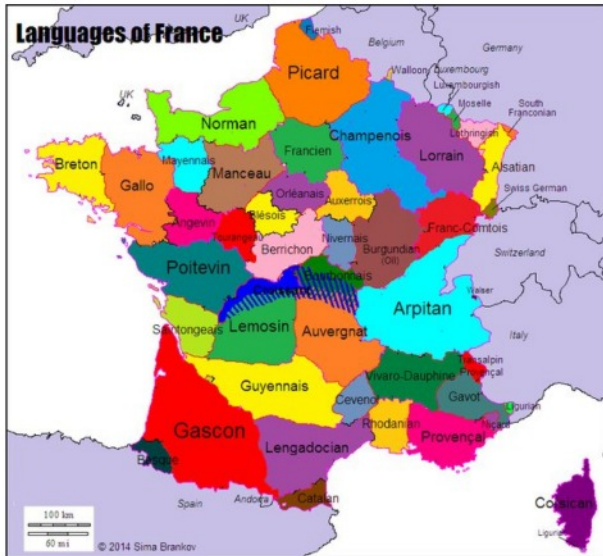 Languages of France
UK
Flemish
Belgium
Germany
Picard
Walloon
Luxembourg
Luxembourgish
UK
Moselle
South
Franconian
Norman
Champenois
Lothringish
Francien
Lorrain
Breton
Mayennais
Manceau
Alsatian
Gallo
Orléanais
Auxerrois
Swiss German
Angevin
Blésois
Tourangeau
Franc-Comtois
Berrichon
Nivernais
Burgundian
(Oïl)
Switzerland
Poitevin
Bourbonnais
Walser
Arpitan
Saintongeais
Lemosin
Auvergnat
Italy
Transalpin
Provençal
Vivaro-Dauphine
Guyennais
Cevenol
Gavot
Ligurian
Gascon
Rhodanian
Niçard
Provençal
Lengadocian
Basque
Corsican
Spain
Andorra
Catalan
100 km
60 mi
© 2014 Sima Brankov